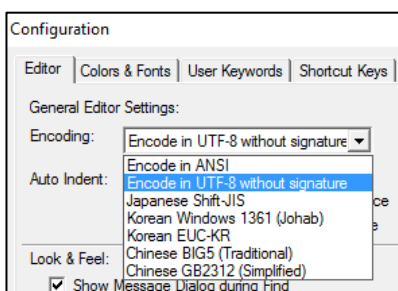 Configuration
Editor Colors & Fonts User Keywords Shortcut Keys
General Editor Settings:
Encoding: Encode in UTF-8 without signature
Encode in ANSI
Auto Indent: Encode in UTF-8 without signature
Japanese Shift-JIS
Korean Windows 1361 (Johab)
Korean EUC-KR
Look & Feel: Chinese BIG5 (Traditional)
Chinese GB2312 (Simplified)
Show Message Dialog during Find